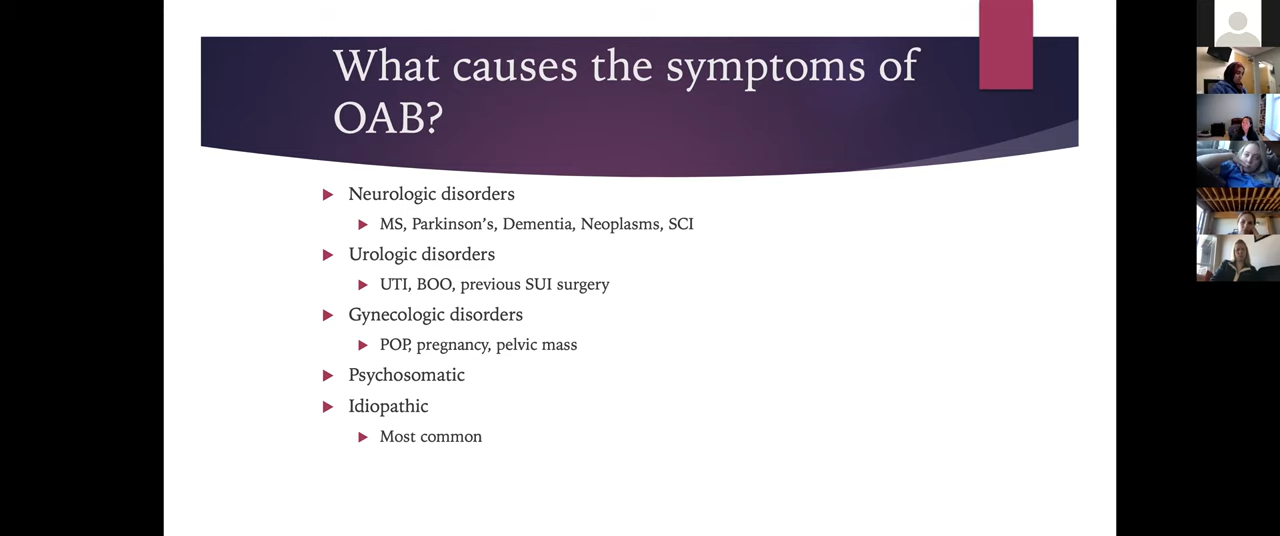 What causes the symptoms of
OAB?
Neurologic disorders
MS, Parkinson's, Dementia, Neoplasms, SCI
Urologic disorders
UTI, BOO, previous SUI surgery
Gynecologic disorders
POP, pregnancy, pelvic mass
Psychosomatic
Idiopathic
Most common